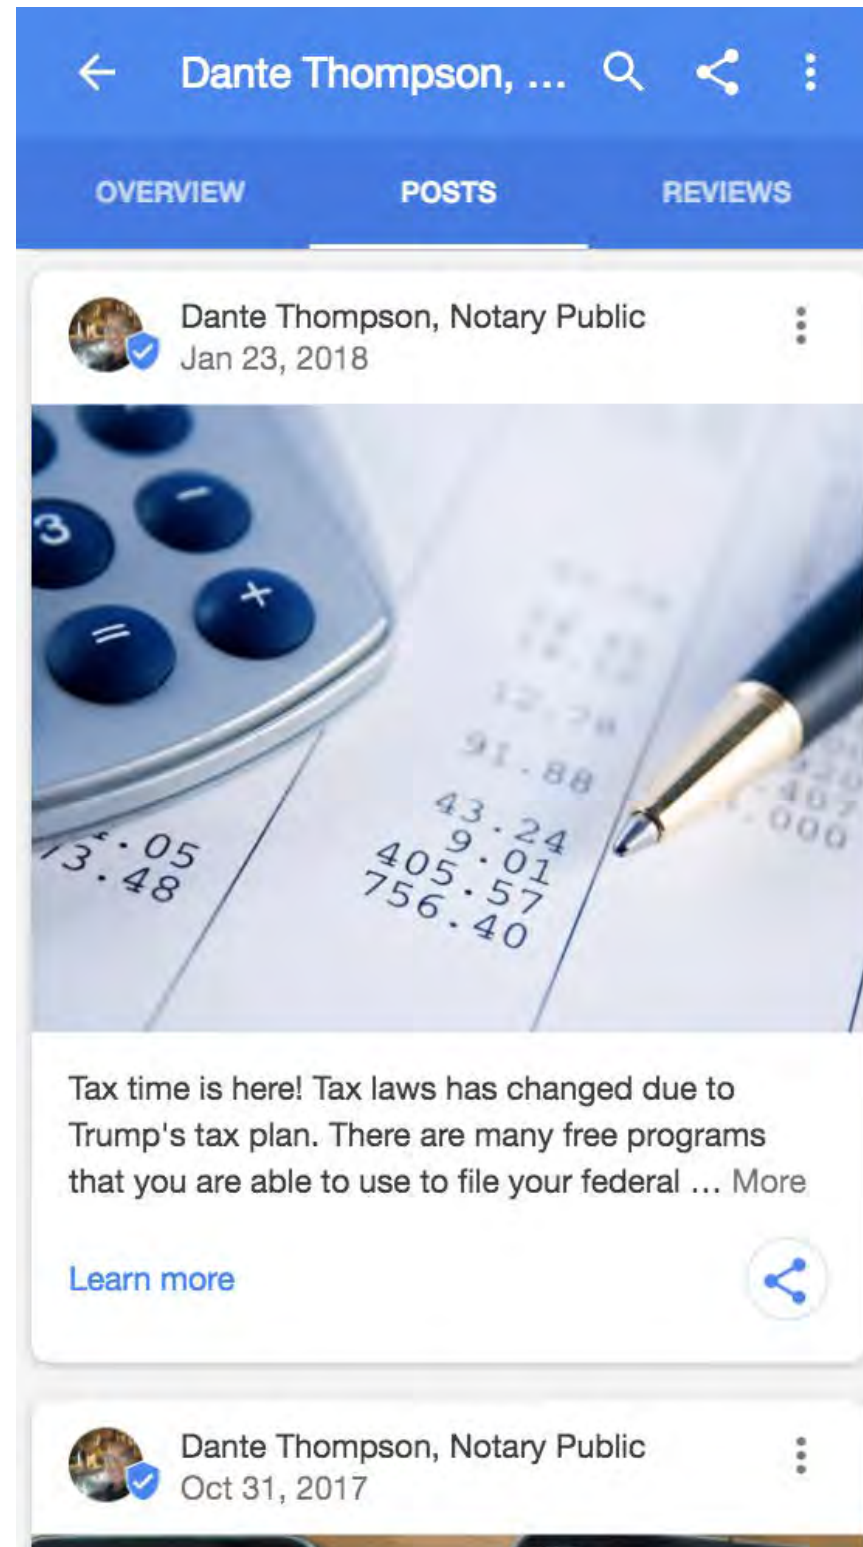 Dante Thompson, ...
OVERVIEW POSTS REVIEWS
Dante Thompson, Notary Public
Jan 23, 2018
3
−
=
+
12.70
91.88
43.24
9.01
405.57
756.40
.05
73.48
.407
.000
Tax time is here! Tax laws has changed due to
Trump's tax plan. There are many free programs
that you are able to use to file your federal ... More
Learn more
Dante Thompson, Notary Public
Oct 31, 2017